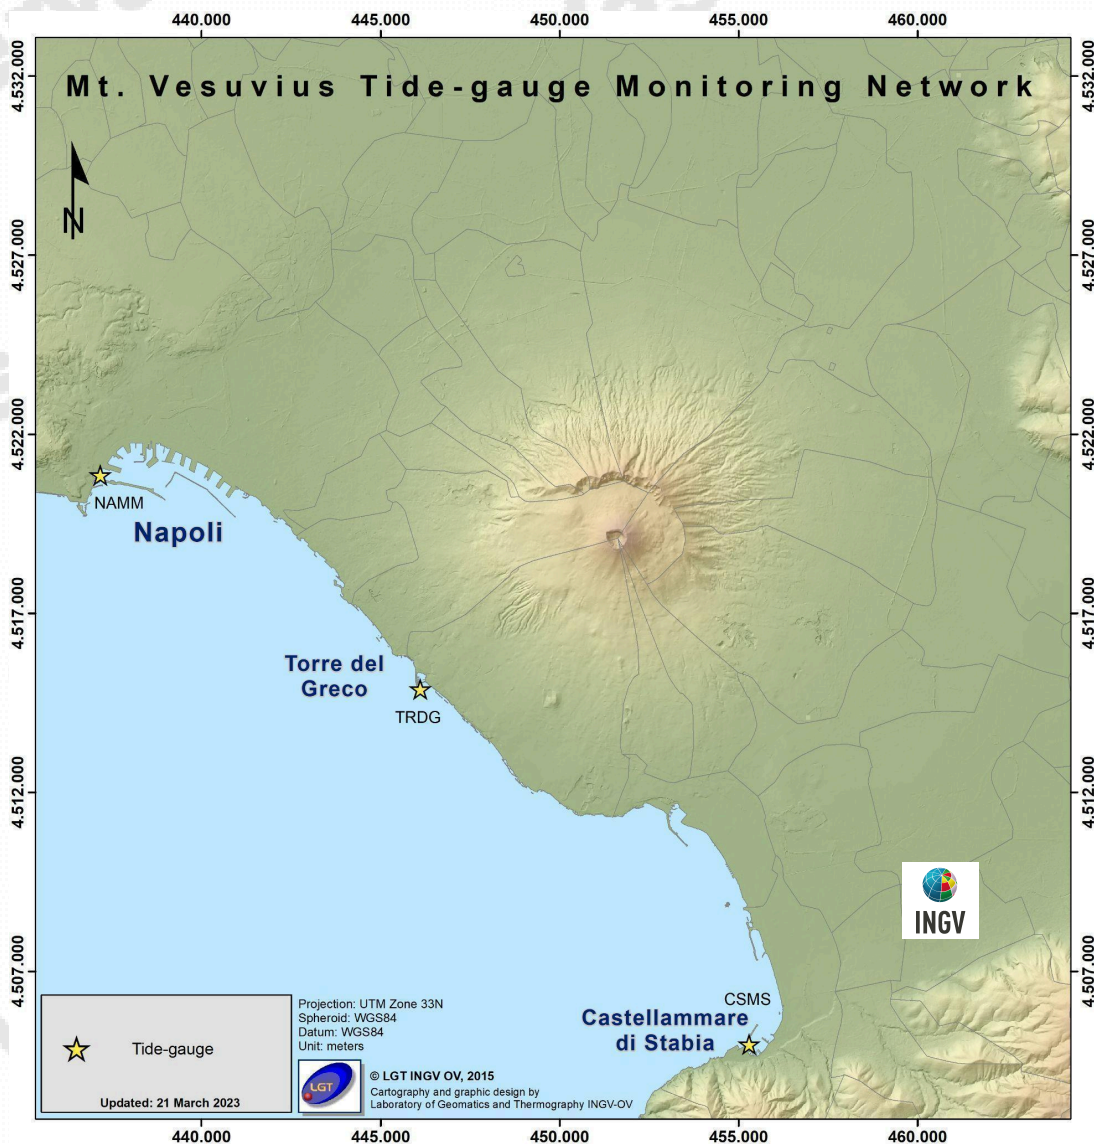 440.000 445.000 450.000 455.000 460.000
Mt. Vesuvius Tide-gauge Monitoring Network
4.532.000 4.532.000
N
4.527.000 4.527.000
4.522.000 4.522.000
NAMM
Napoli
4.517.000 4.517.000
Torre del
Greco
TRDG
4.512.000 4.512.000
INGV
4.507.000 4.507.000
CSMS
Castellammare
di Stabia
Tide-gauge
Updated: 21 March 2023
Projection: UTM Zone 33N
Spheroid: WGS84
Datum: WGS84
Unit: meters
LGT
© LGT INGV OV, 2015
Cartography and graphic design by
Laboratory of Geomatics and Thermography INGV-OV
440.000 445.000 450.000 455.000 460.000